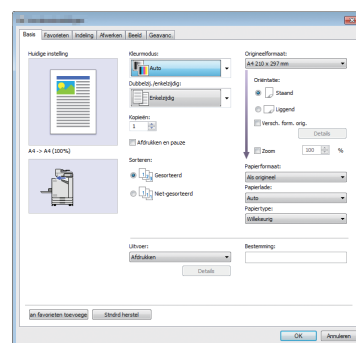 Basis Favorieten Indeling Afwerken Beeld Geavanc.
Huidige instelling
A4 -> A4 (100%)
Kleurmodus:
Auto
Dubbelzij./enkelzijdig:
Enkelzijdig
Kopieën:
1
Afdrukken en pauze
Sorteren:
Gesorteerd
Niet-gesorteerd
Uitvoer:
Afdrukken
Details
Origineelformaat:
A4 210 x 297 mm
Oriëntatie:
Staand
Liggend
Versch. form. orig.
Details
Zoom 100 %
Papierformaat:
Als origineel
Papierlade:
Auto
Papiertype:
Willekeurig
Bestemming:
an favorieten toevoege Stndrd herstel
OK Annuleren